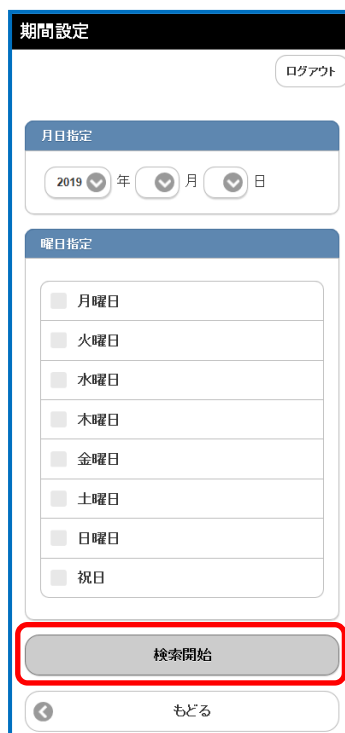 期間設定
ログアウト
月日指定
2019 年 月 日
曜日指定
月曜日
火曜日
水曜日
木曜日
金曜日
土曜日
日曜日
祝日
検索開始
もどる